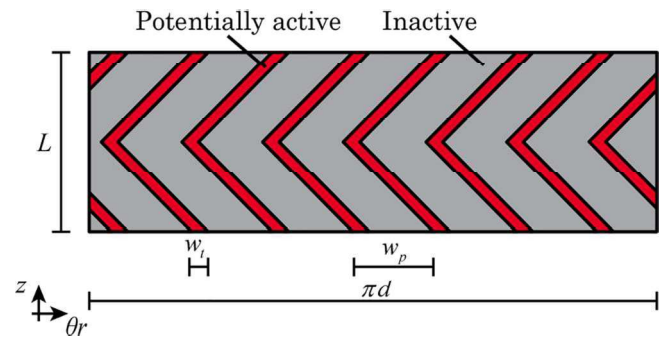 Potentially active Inactive
L
w_t w_p
πd
z
θr